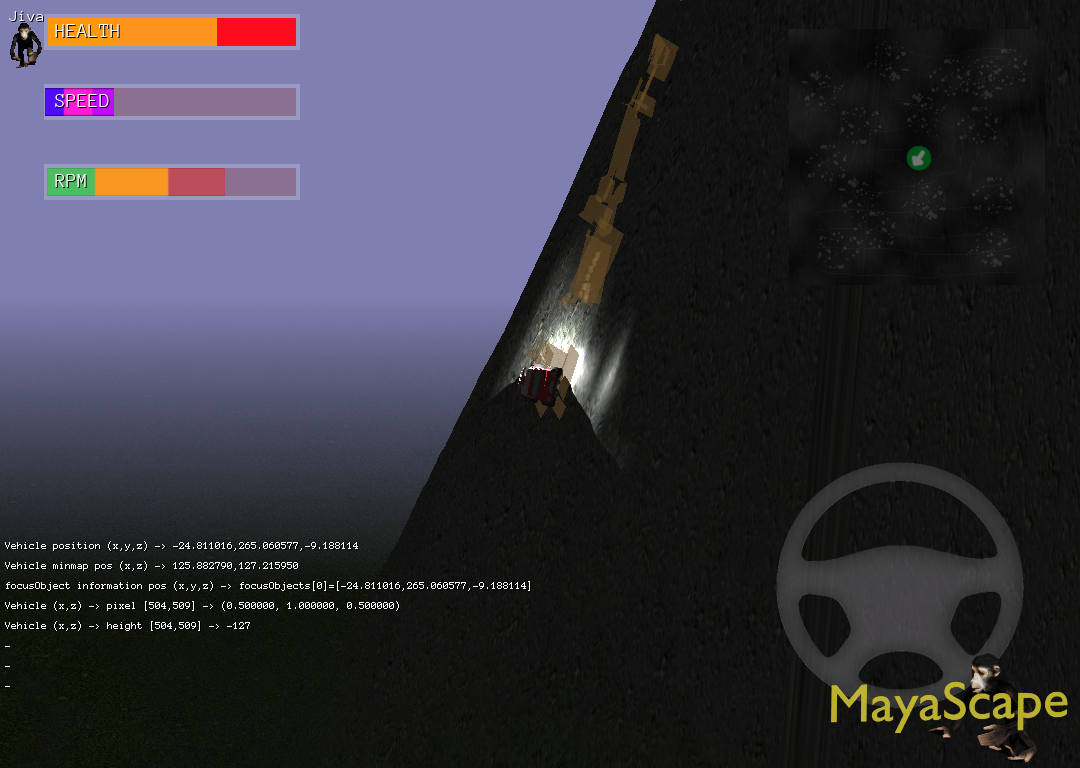 Jiva
HEALTH
SPEED
RPM
Vehicle position (x,y,z) -> -24.811016,265.060577,-9.188114
Vehicle minmap pos (x,z) -> 125.882790,127.215950
focusObject information pos (x,y,z) -> focusObjects[0]=[-24.811016,265.060577,-9.188114]
Vehicle (x,z) -> pixel [504,509] -> (0.500000, 1.000000, 0.500000)
Vehicle (x,z) -> height [504,509] -> -127
-
-
-
MayaScape